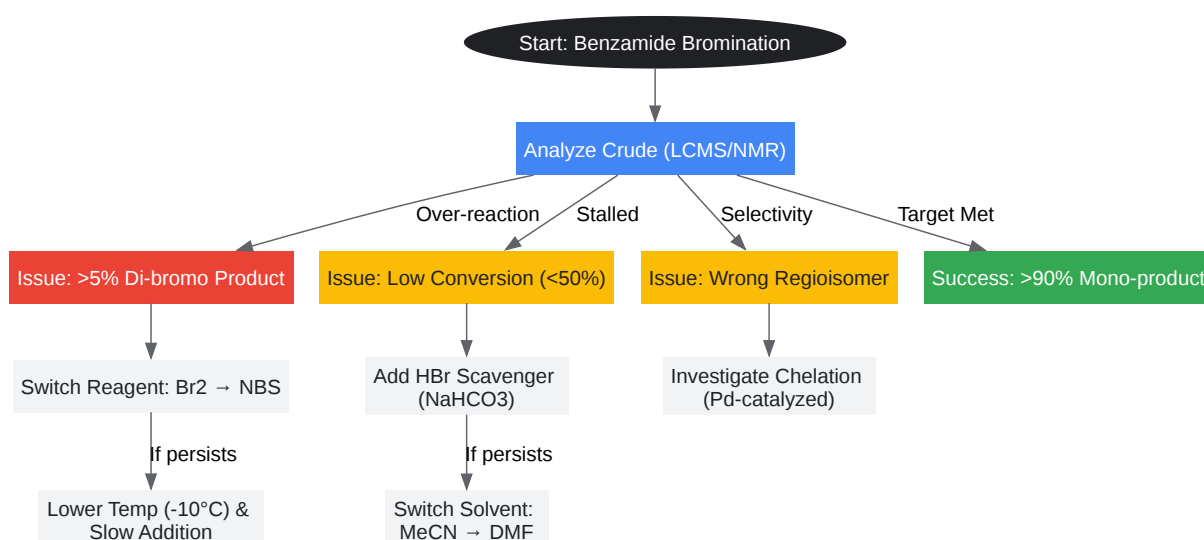 Start: Benzamide Bromination
Analyze Crude (LCMS/NMR)
Over-reaction
Stalled
Selectivity
Target Met
Issue: >5% Di-bromo Product
Issue: Low Conversion (<50%)
Issue: Wrong Regioisomer
Success: >90% Mono-product
Switch Reagent: Br2 → NBS
Add HBr Scavenger
(NaHCO3)
Investigate Chelation
(Pd-catalyzed)
If persists
If persists
Lower Temp (-10°C) &
Slow Addition
Switch Solvent:
MeCN → DMF